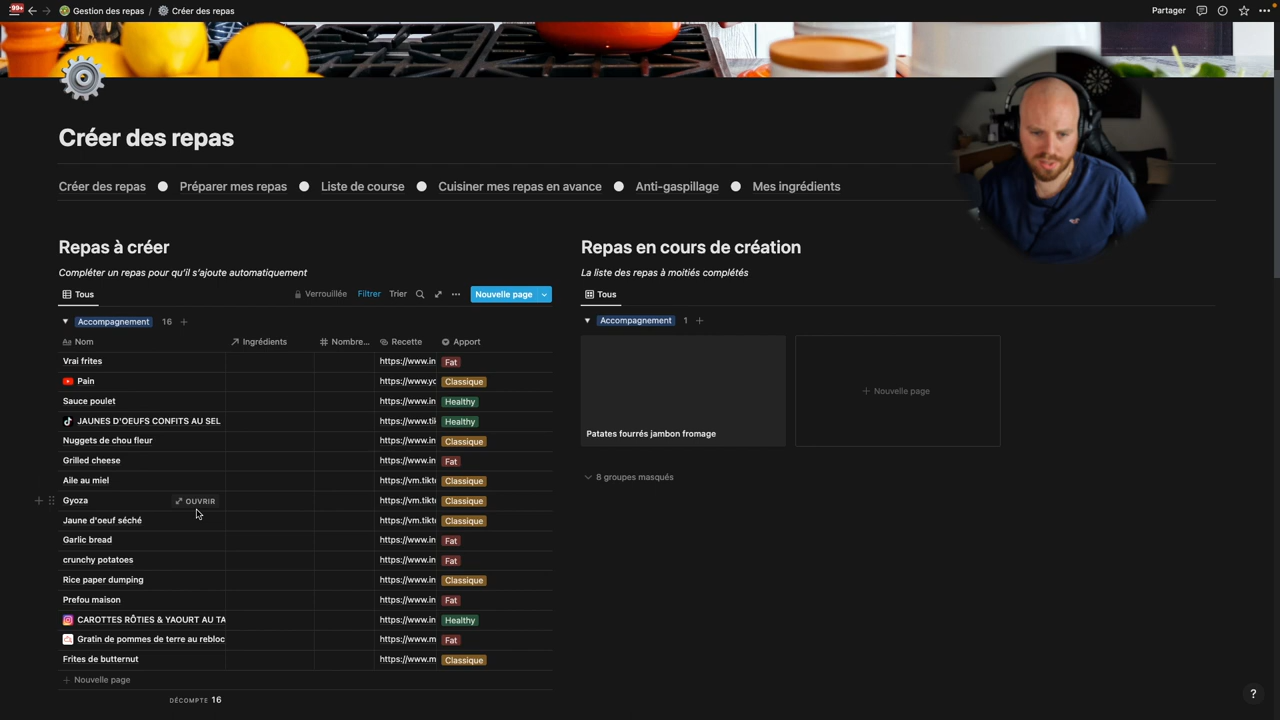 99+
Gestion des repas / Créer des repas
Partager
Créer des repas
Créer des repas Préparer mes repas Liste de course Cuisiner mes repas en avance Anti-gaspillage Mes ingrédients
Repas à créer
Compléter un repas pour qu'il s'ajoute automatiquement
Tous Verrouillée Filtrer Trier Nouvelle page
Accompagnement 16
Nom Ingrédients Nombre... Recette Apport
Vrai frites https://www.in Fat
Pain https://www.yo Classique
Sauce poulet https://www.in Healthy
JAUNES D'OEUFS CONFITS AU SEL https://www.tik Healthy
Nuggets de chou fleur https://www.in Classique
Grilled cheese https://www.in Fat
Aile au miel https://vm.tikto Classique
Gyoza OUVRIR https://vm.tikto Classique
Jaune d'oeuf séché https://vm.tikto Classique
Garlic bread https://www.in Fat
crunchy potatoes https://www.in Fat
Rice paper dumping https://www.in Classique
Prefou maison https://www.in Fat
CAROTTES RÔTIES & YAOURT AU TA https://www.in Healthy
Gratin de pommes de terre au rebloc https://www.m Fat
Frites de butternut https://www.m Classique
Nouvelle page
DÉCOMPTE 16
Repas en cours de création
La liste des repas à moitiés complétés
Tous
Accompagnement 1
Nouvelle page
Patates fourrés jambon fromage
8 groupes masqués
?